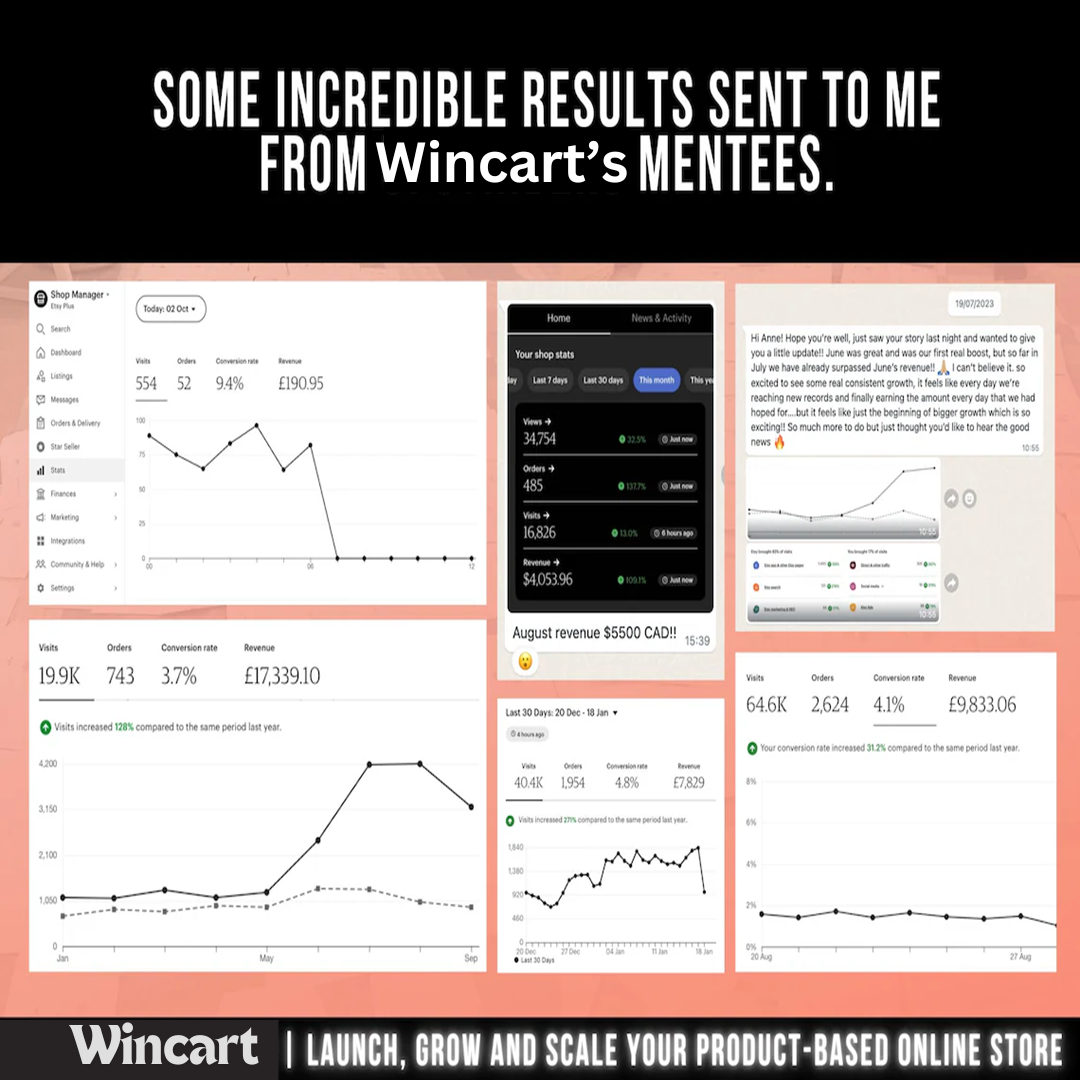 SOME INCREDIBLE RESULTS SENT TO ME
FROM Wincart's MENTEES.
Shop Manager
Etsy Plus
Search
Dashboard
Listings
Messages
Orders & Delivery
Star Seller
Stats
Finances
Marketing
Integrations
Community & Help
Settings
Today: 02 Oct
Visits Orders Conversion rate Revenue
554 52 9.4% £190.95
100
75
50
25
0
00 06 12
Home News & Activity
Your shop stats
Last 7 days Last 30 days This month This yea
Views
34,754 32.5% Just now
Orders
485 137.7% Just now
Visits
16,826 13.0% 6 hours ago
Revenue
$4,053.96 109.1% Just now
August revenue $5500 CAD!! 15:39
19/07/2023
Hi Anne! Hope you're well, just saw your story last night and wanted to give
you a little update!! June was great and was our first real boost, but so far in
July we have already surpassed June's revenue!! 🙏🏼 I can't believe it. so
excited to see some real consistent growth, it feels like every day we're
reaching new records and finally earning the amount every day that we had
hoped for....but it feels like just the beginning of bigger growth which is so
exciting!! So much more to do but just thought you'd like to hear the good
news 🔥 10:55
10:55
10:55
Visits Orders Conversion rate Revenue
19.9K 743 3.7% £17,339.10
Visits increased 128% compared to the same period last year.
4,200
3,150
2,100
1,050
0
Jan May Sep
Last 30 Days: 20 Dec - 18 Jan
4 hours ago
Visits Orders Conversion rate Revenue
40.4K 1,954 4.8% £7,829
Visits increased 271% compared to the same period last year.
1,840
1,380
920
460
0
20 Dec 27 Dec 04 Jan 11 Jan 18 Jan
Last 30 Days
Visits Orders Conversion rate Revenue
64.6K 2,624 4.1% £9,833.06
Your conversion rate increased 31.2% compared to the same period last year.
8%
6%
4%
2%
0%
20 Aug 27 Aug
Wincart | LAUNCH, GROW AND SCALE YOUR PRODUCT-BASED ONLINE STORE